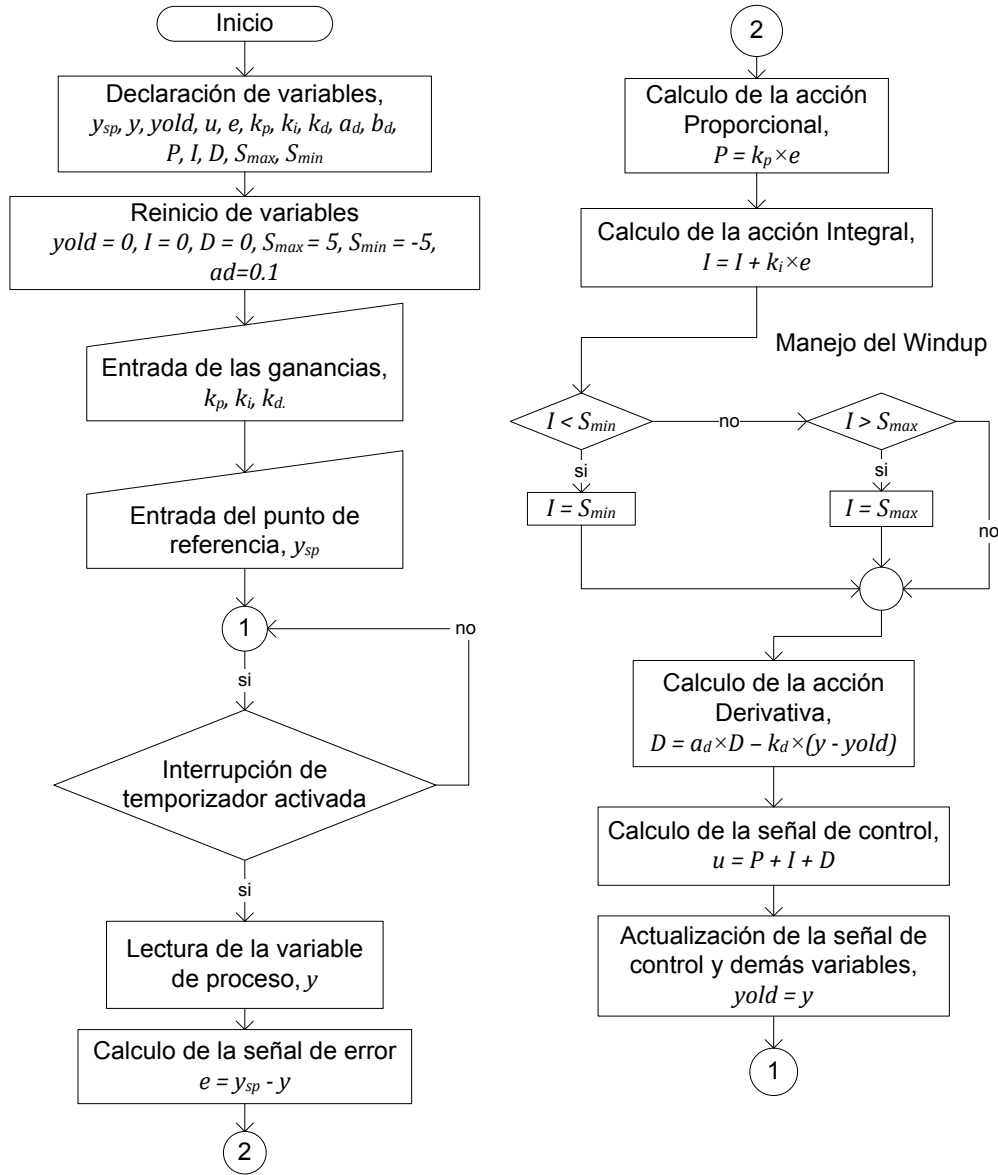 Inicio
Declaración de variables,
ysp, y, yold, u, e, kp, ki, kd, ad, bd,
P, I, D, Smax, Smin
Reinicio de variables
yold = 0, I = 0, D = 0, Smax = 5, Smin = -5,
ad=0.1
Entrada de las ganancias,
kp, ki, kd.
Entrada del punto de
referencia, ysp
1
no
si
Interrupción de
temporizador activada
si
Lectura de la variable
de proceso, y
Calculo de la señal de error
e = ysp - y
2
2
Calculo de la acción
Proporcional,
P = kp×e
Calculo de la acción Integral,
I = I + ki×e
Manejo del Windup
I < Smin
no
I > Smax
si
si
I = Smin
I = Smax
no
Calculo de la acción
Derivativa,
D = ad×D – kd×(y - yold)
Calculo de la señal de control,
u = P + I + D
Actualización de la señal de
control y demás variables,
yold = y
1